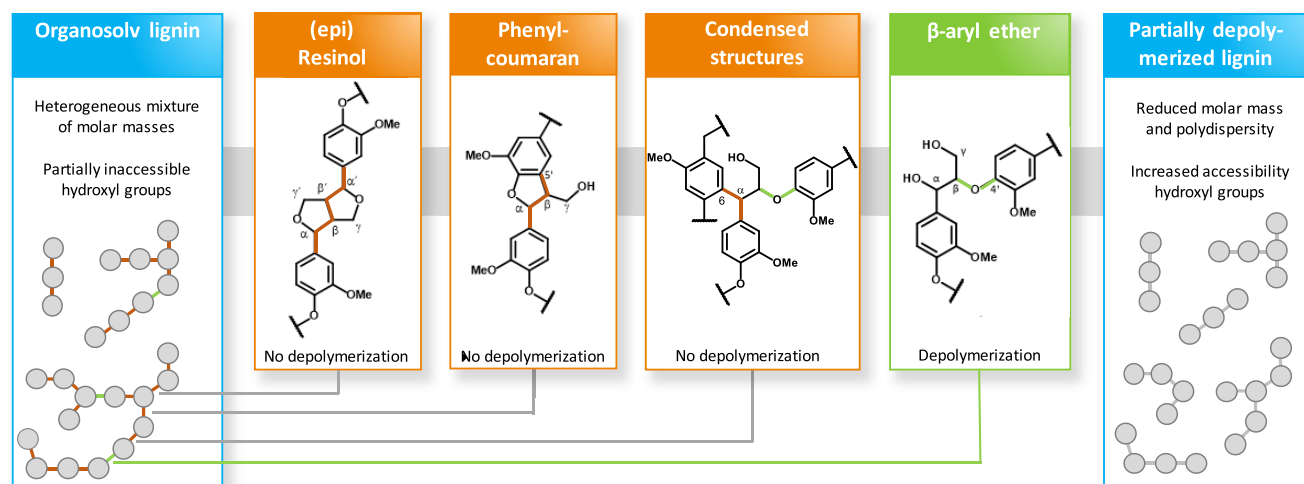 Organosolv lignin
Heterogeneous mixture
of molar masses
Partially inaccessible
hydroxyl groups
(epi)
Resinol
O
OMe
α´
β´
γ´
O
O
α
β
γ
OMe
O
No depolymerization
Phenyl-
coumaran
MeO
5'
O
OH
α
β
γ
MeO
O
No depolymerization
Condensed
structures
MeO
HO
α
6
O
OMe
OMe
O
No depolymerization
β-aryl ether
HO
γ
HO
α
β
O
4'
OMe
OMe
O
Depolymerization
Partially depoly-
merized lignin
Reduced molar mass
and polydispersity
Increased accessibility
hydroxyl groups